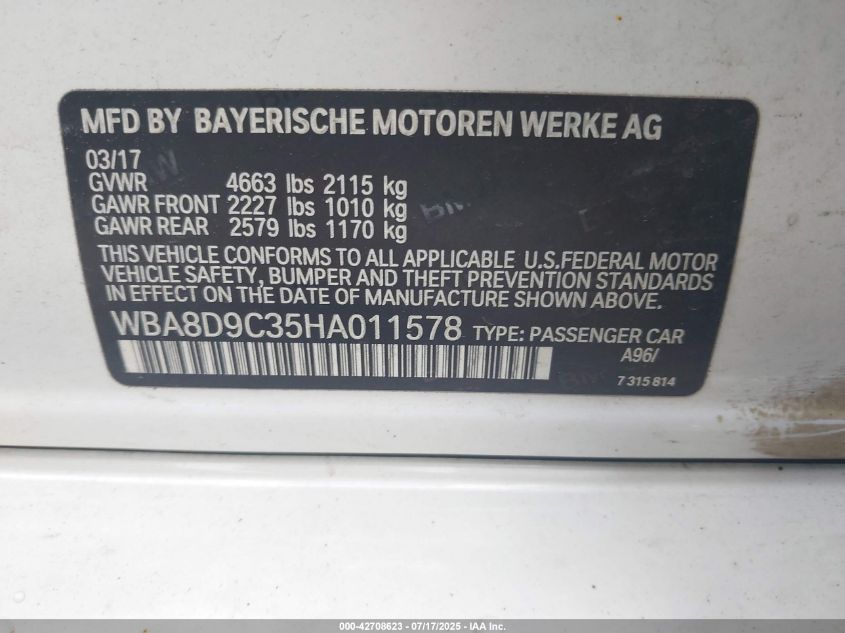 MFD BY BAYERISCHE MOTOREN WERKE AG
03/17
GVWR 4663 lbs 2115 kg
GAWR FRONT 2227 lbs 1010 kg
GAWR REAR 2579 lbs 1170 kg
THIS VEHICLE CONFORMS TO ALL APPLICABLE U.S.FEDERAL MOTOR
VEHICLE SAFETY, BUMPER AND THEFT PREVENTION STANDARDS
IN EFFECT ON THE DATE OF MANUFACTURE SHOWN ABOVE.
WBA8D9C35HA011578 TYPE: PASSENGER CAR
A96/
7 315 814
000-42708623 / 07/17/2025 - IAA Inc.